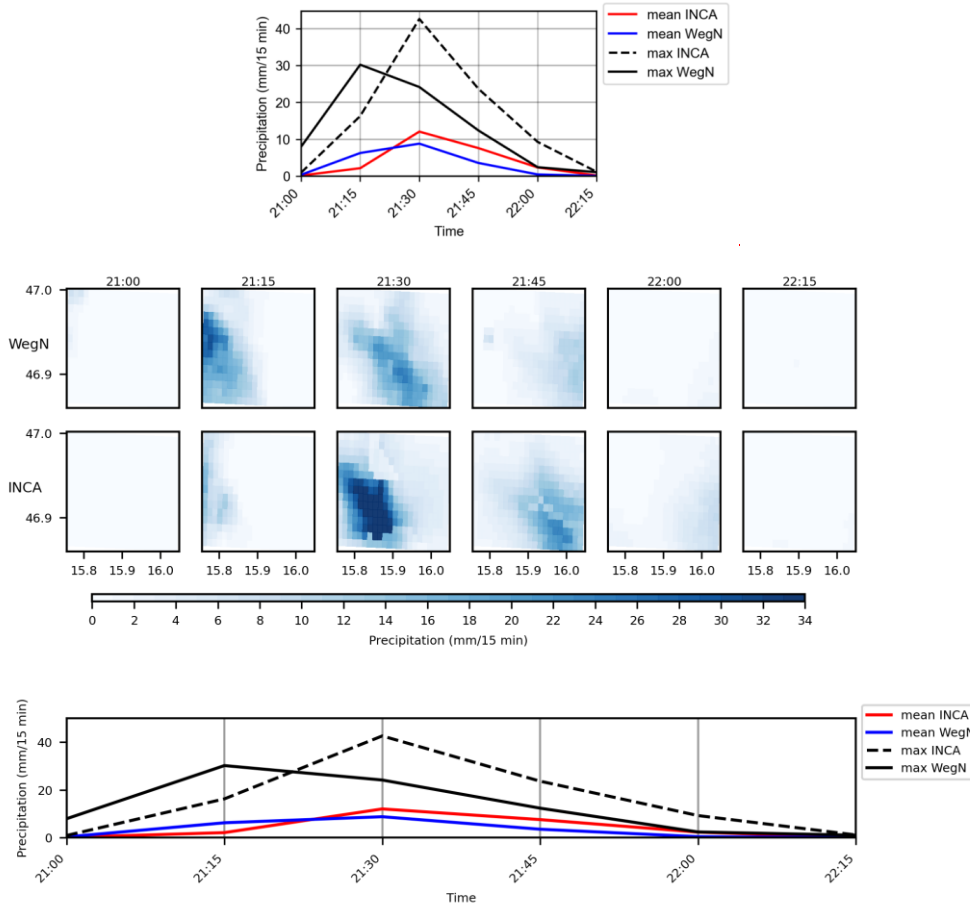 mean INCA
mean WegN
max INCA
max WegN
Precipitation (mm/15 min)
40
30
20
10
0
21:00 21:15 21:30 21:45 22:00 22:15
Time
21:00 21:15 21:30 21:45 22:00 22:15
47.0
WegN
46.9
47.0
INCA
46.9
15.8 15.9 16.0 15.8 15.9 16.0 15.8 15.9 16.0 15.8 15.9 16.0 15.8 15.9 16.0 15.8 15.9 16.0
0 2 4 6 8 10 12 14 16 18 20 22 24 26 28 30 32 34
Precipitation (mm/15 min)
Precipitation (mm/15 min)
40
20
0
21:00 21:15 21:30 21:45 22:00 22:15
Time
mean INCA
mean WegN
max INCA
max WegN